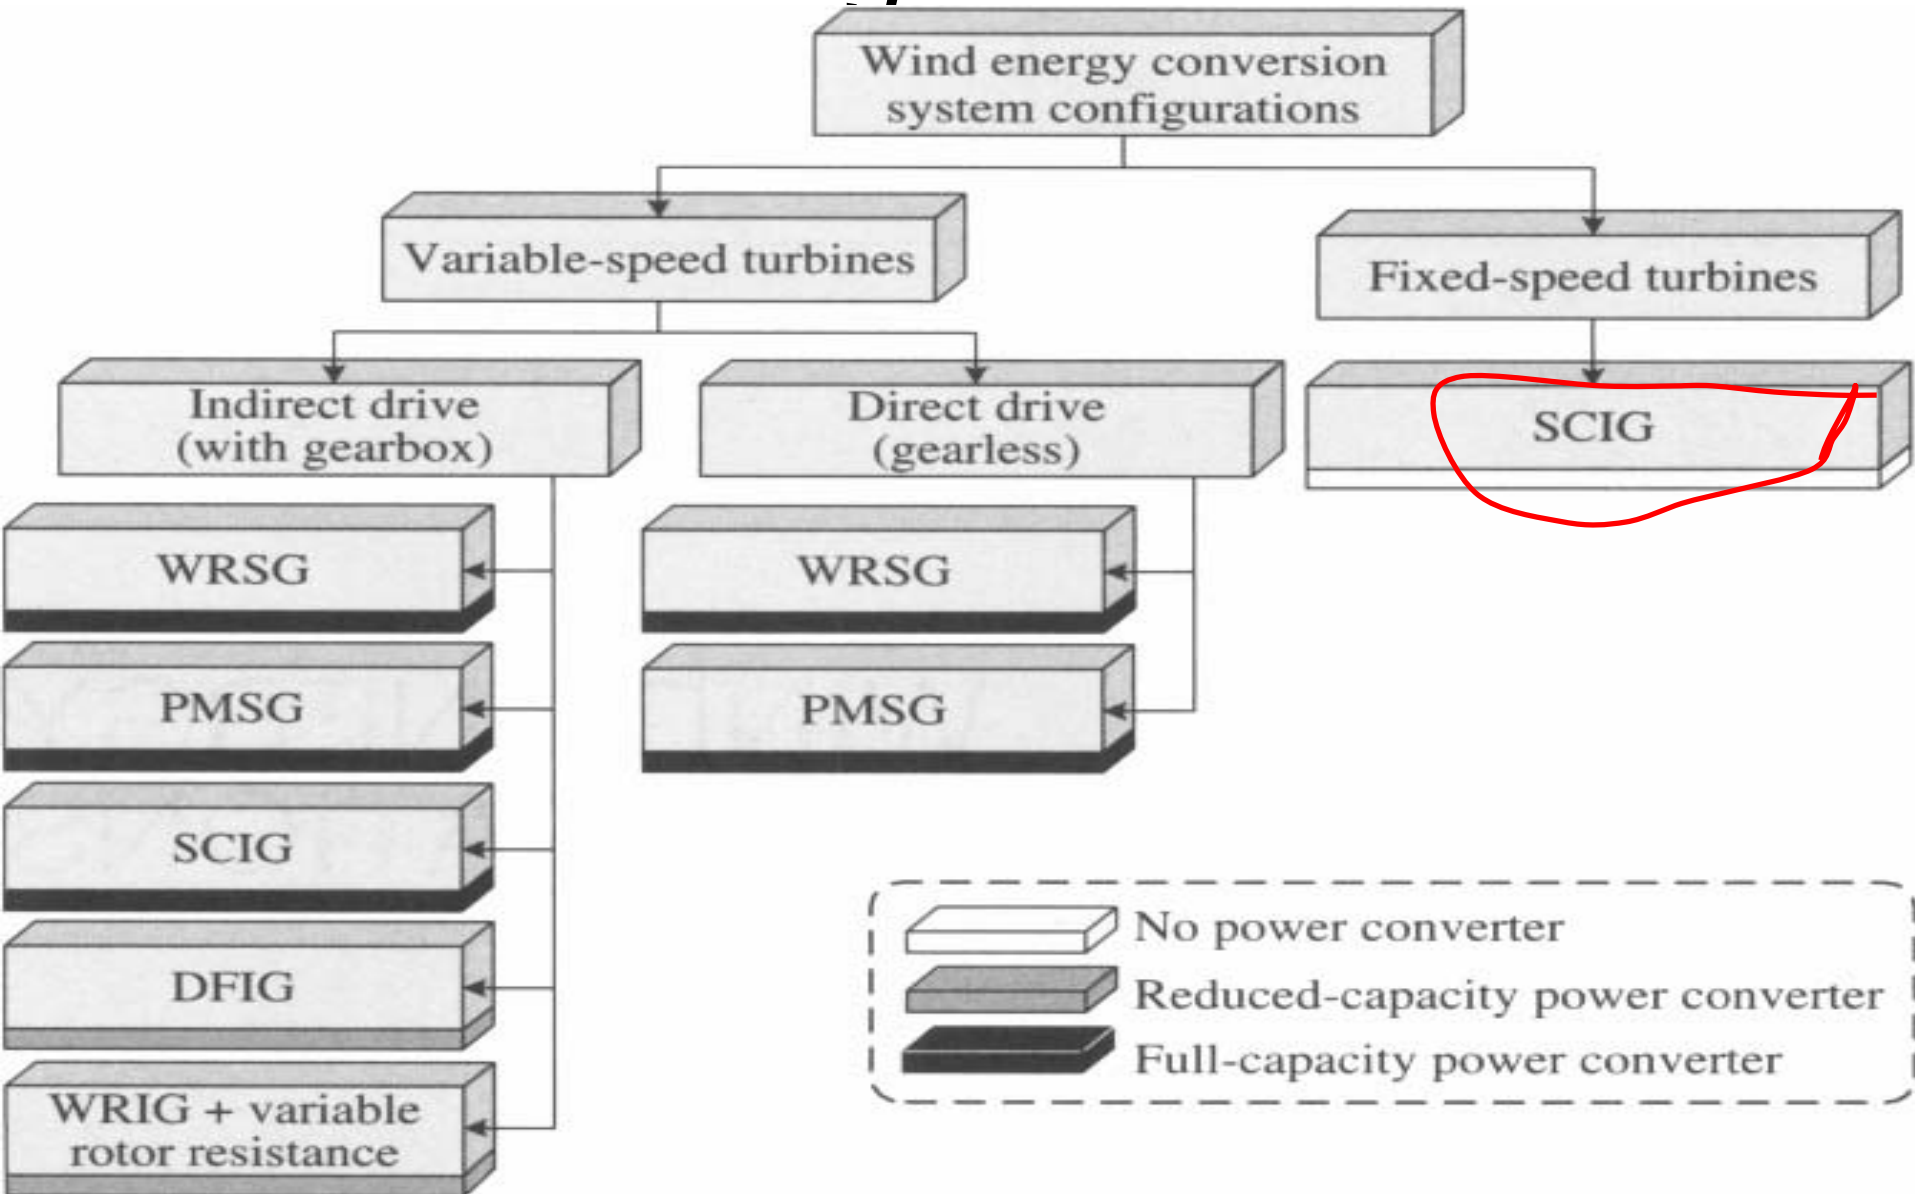 Wind energy conversion
system configurations
Variable-speed turbines
Fixed-speed turbines
Indirect drive
(with gearbox)
Direct drive
(gearless)
SCIG
WRSG
WRSG
PMSG
PMSG
SCIG
DFIG
WRIG + variable
rotor resistance
No power converter
Reduced-capacity power converter
Full-capacity power converter